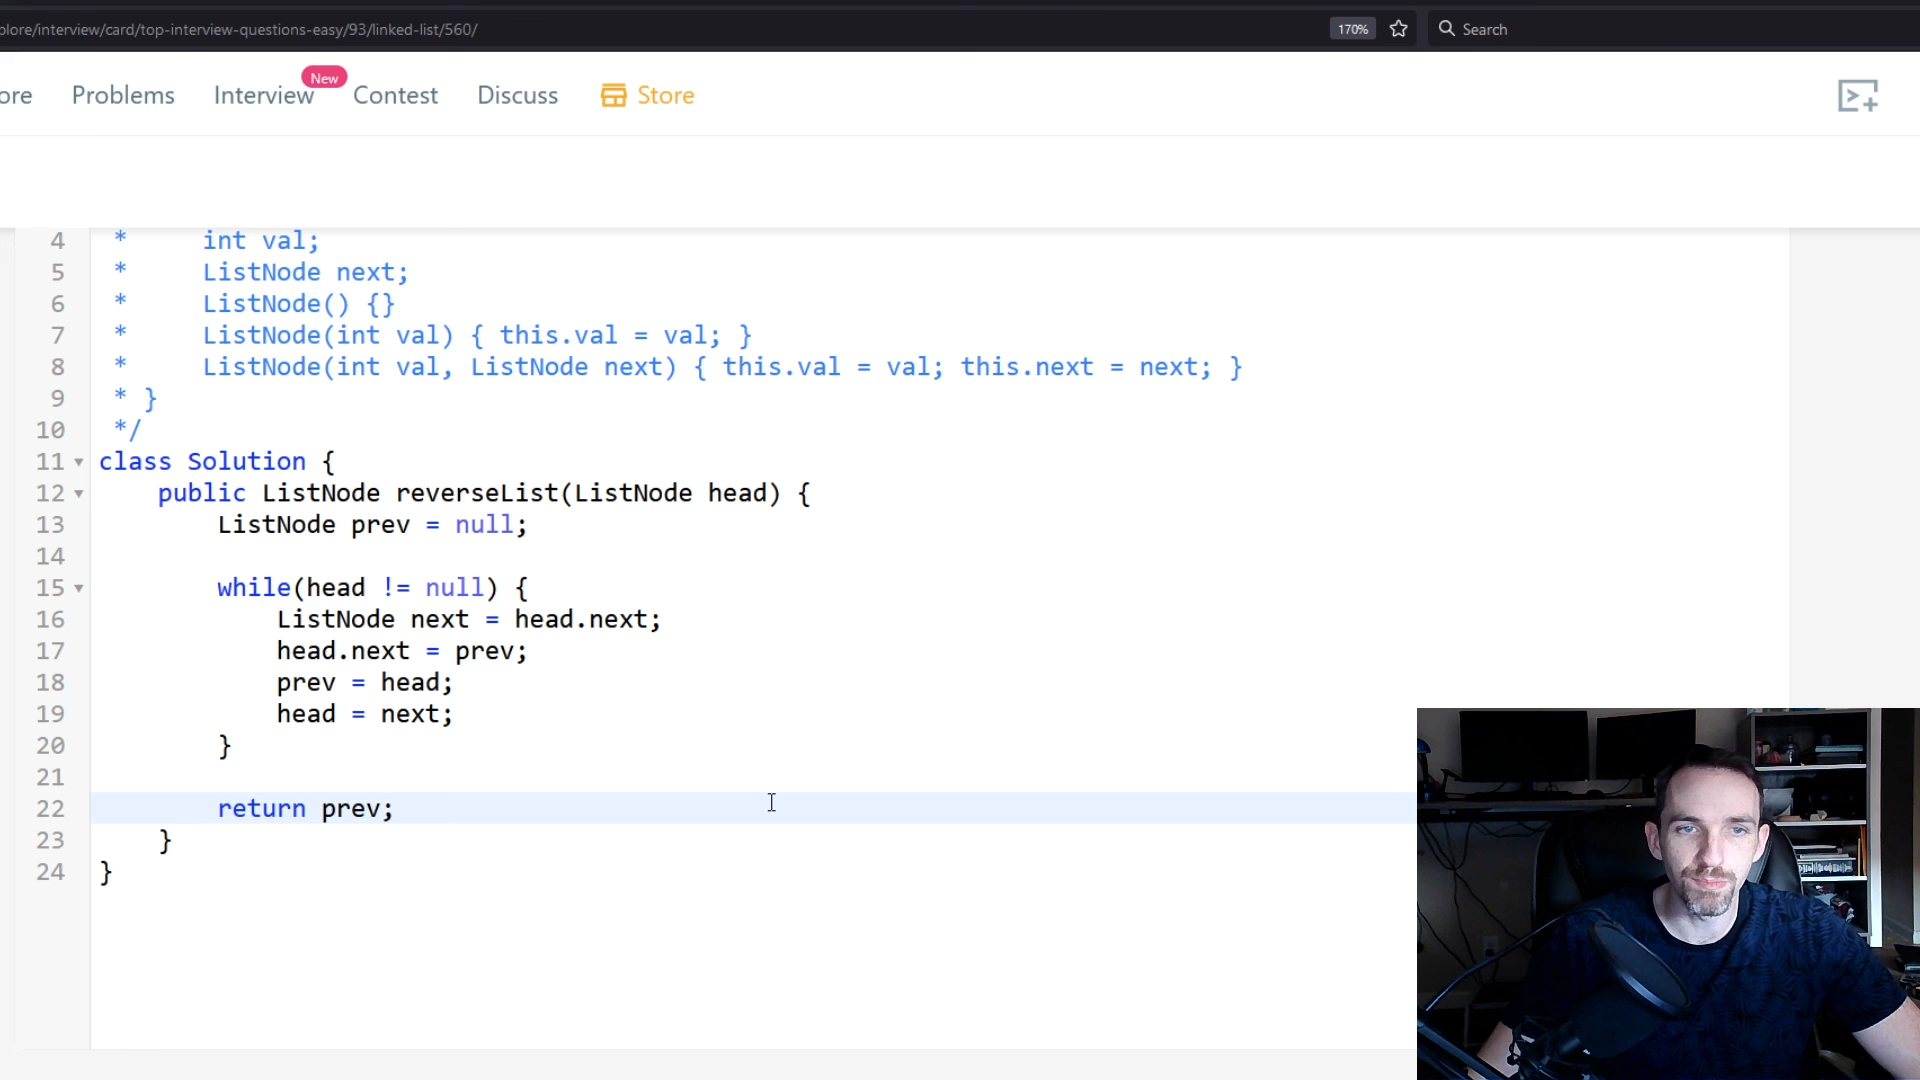 plore/interview/card/top-interview-questions-easy/93/linked-list/560/
170%
Search
ore
Problems
Interview
New
Contest
Discuss
Store
4 * int val;
5 * ListNode next;
6 * ListNode() {}
7 * ListNode(int val) { this.val = val; }
8 * ListNode(int val, ListNode next) { this.val = val; this.next = next; }
9 * }
10 */
11 class Solution {
12 public ListNode reverseList(ListNode head) {
13 ListNode prev = null;
14
15 while(head != null) {
16 ListNode next = head.next;
17 head.next = prev;
18 prev = head;
19 head = next;
20 }
21
22 return prev;
23 }
24 }